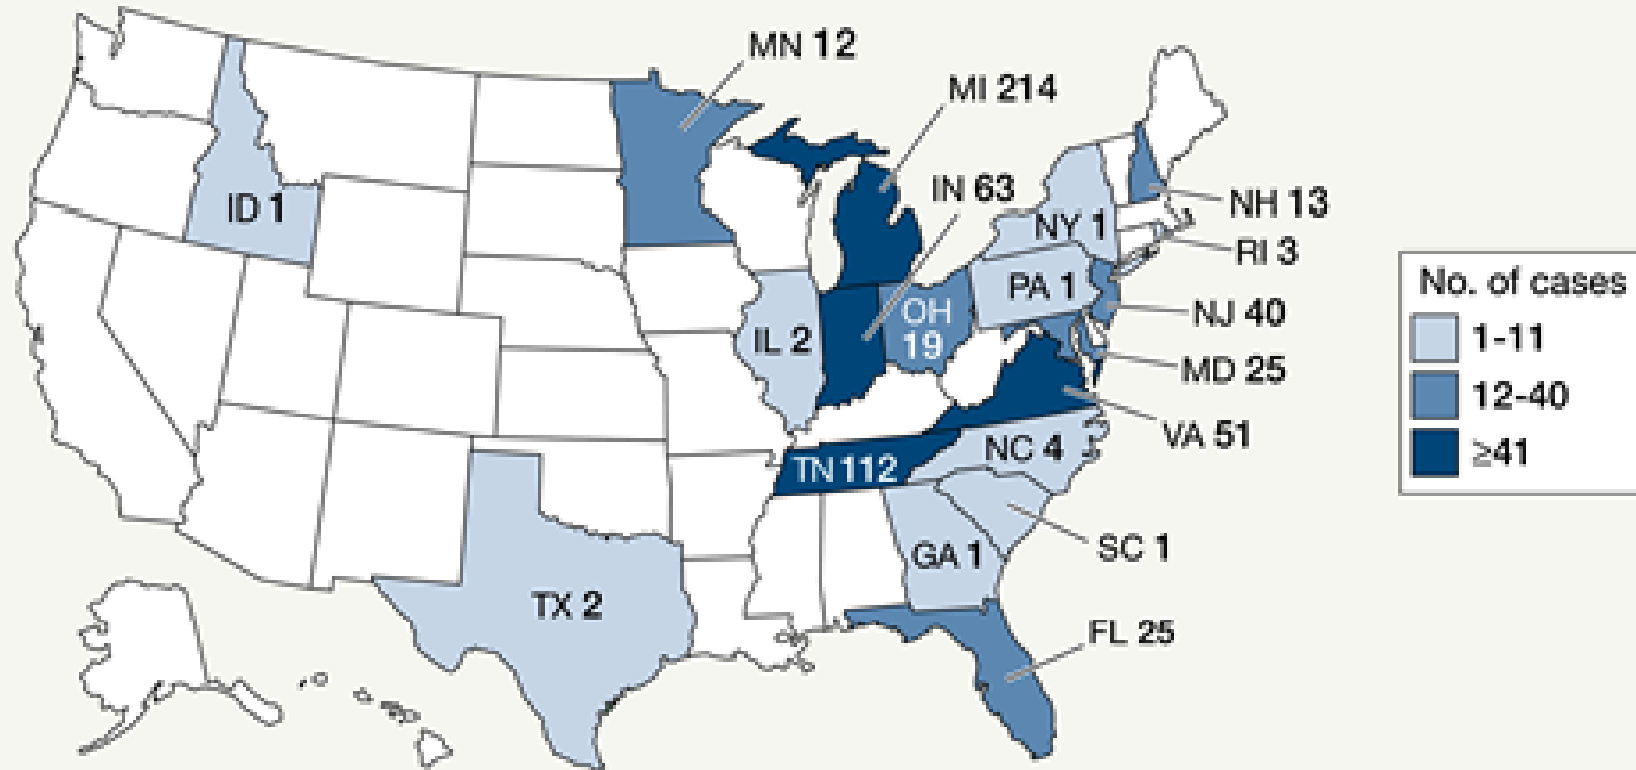 MN 12
MI 214
IN 63
ID 1
NY 1
NH 13
RI 3
PA 1
NJ 40
OH
19
IL 2
MD 25
VA 51
NC 4
TN 112
SC 1
GA 1
TX 2
FL 25
No. of cases
1-11
12-40
≥41